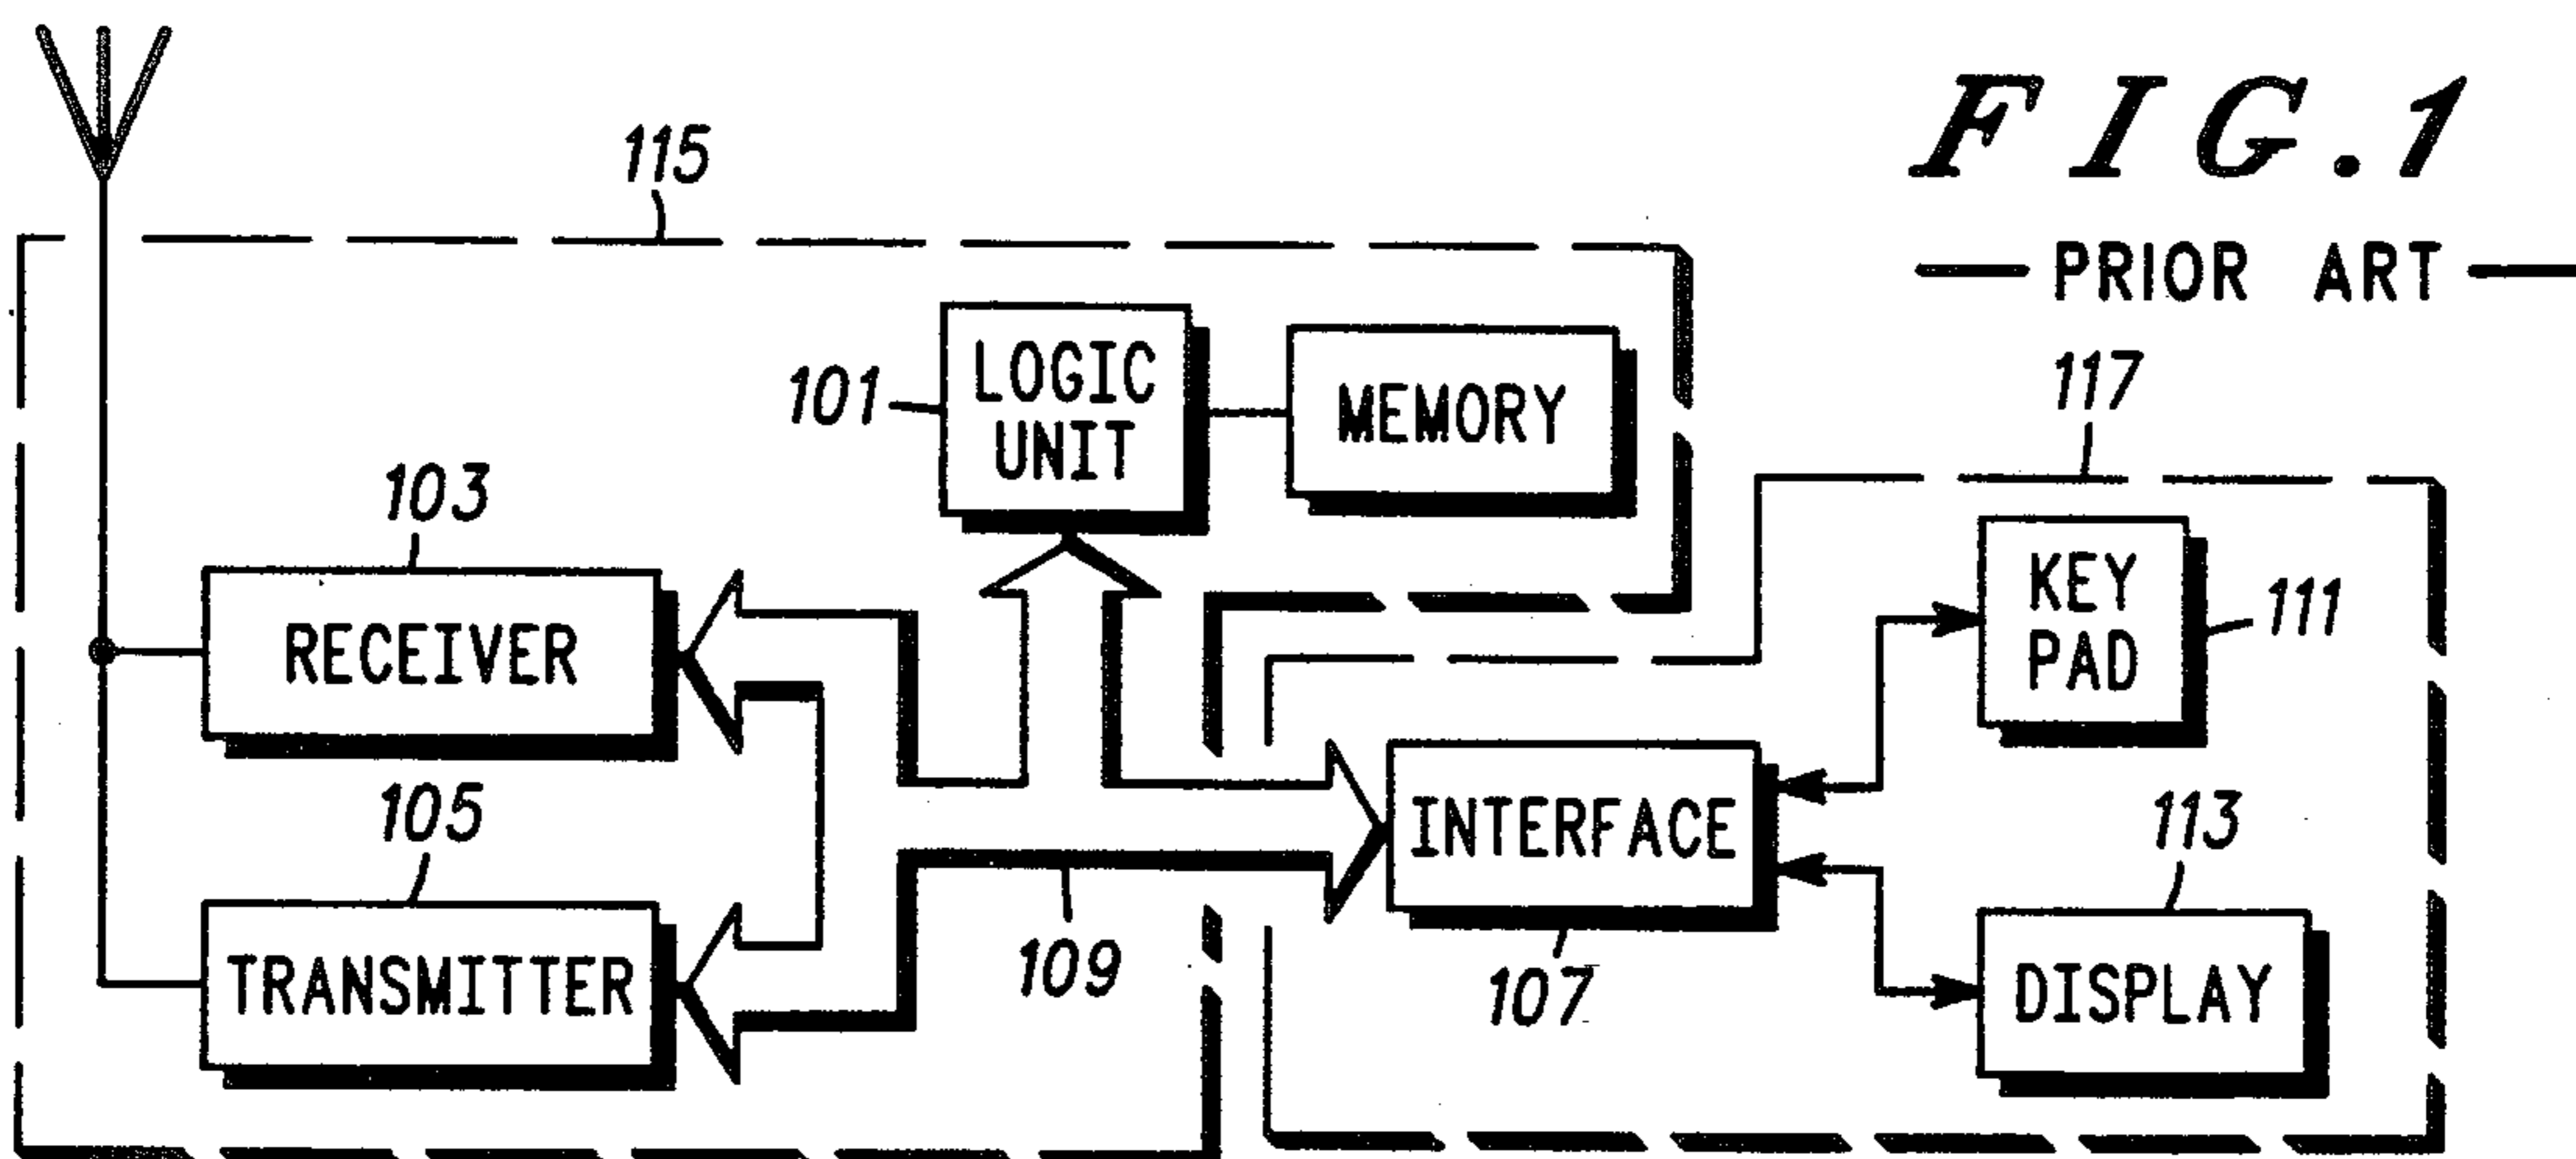 FIG.1
— PRIOR ART —
115
101
LOGIC
UNIT
MEMORY
117
103
RECEIVER
KEY
PAD
111
105
TRANSMITTER
109
INTERFACE
107
113
DISPLAY